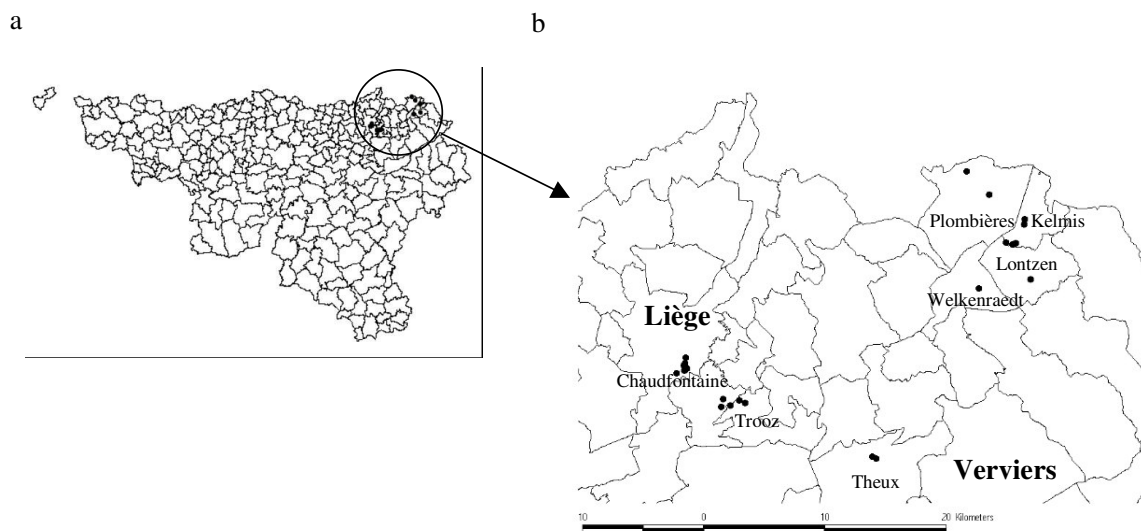 a
b
Plombières
Kelmis
Lontzen
Welkenraedt
Liège
Chaudfontaine
Trooz
Theux
Verviers
10 0 10 20 Kilometers